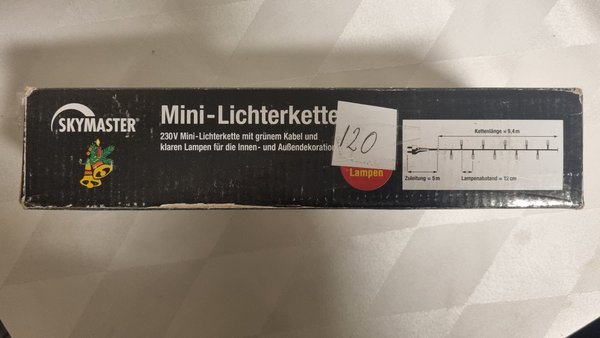 SKYMASTER
Mini-Lichterkette
230V Mini-Lichterkette mit grünem Kabel und
klaren Lampen für die Innen- und Außendekoration
120
Lampen
Kettenlänge = 9,4 m
Zuleitung = 5 m
Lampenabstand = 12 cm